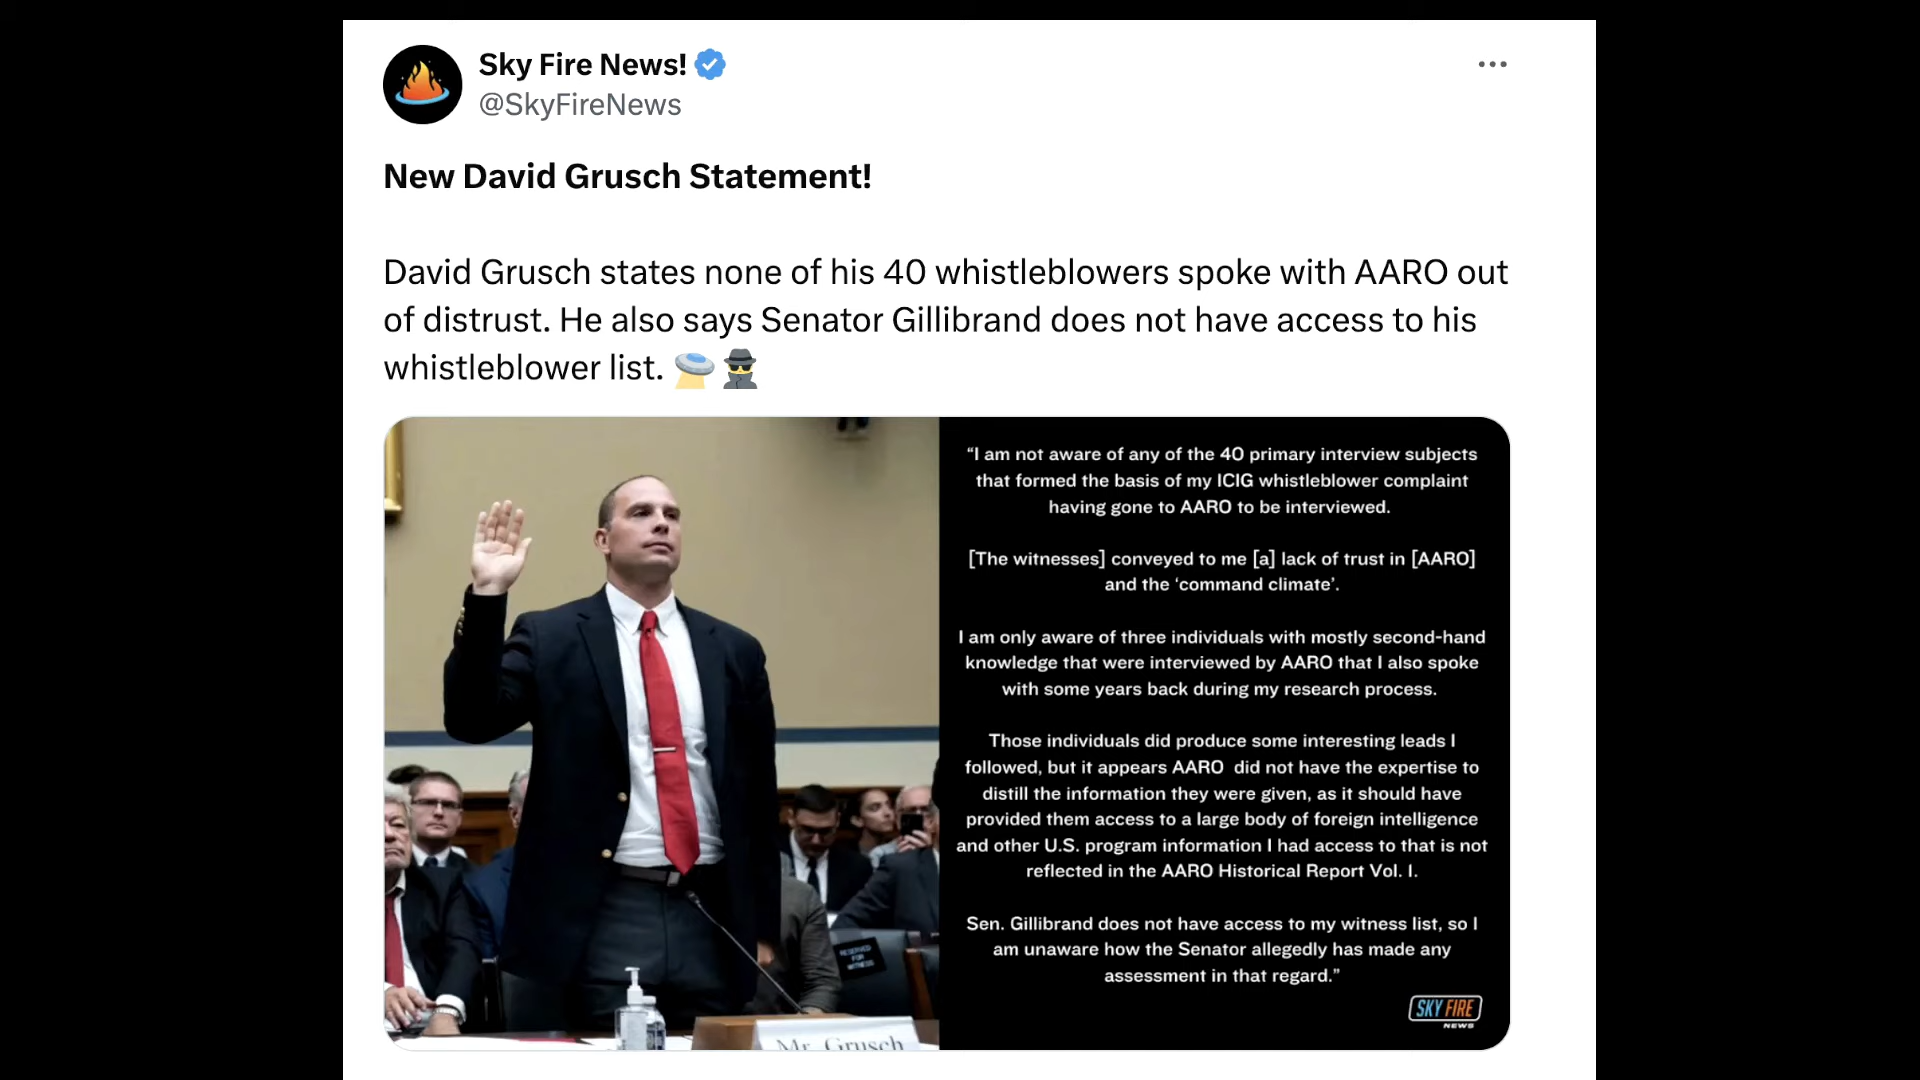 Sky Fire News!
@SkyFireNews
New David Grusch Statement!
David Grusch states none of his 40 whistleblowers spoke with AARO out
of distrust. He also says Senator Gillibrand does not have access to his
whistleblower list. 🛸🕵️
“I am not aware of any of the 40 primary interview subjects
that formed the basis of my ICIG whistleblower complaint
having gone to AARO to be interviewed.
[The witnesses] conveyed to me [a] lack of trust in [AARO]
and the ‘command climate’.
I am only aware of three individuals with mostly second-hand
knowledge that were interviewed by AARO that I also spoke
with some years back during my research process.
Those individuals did produce some interesting leads I
followed, but it appears AARO did not have the expertise to
distill the information they were given, as it should have
provided them access to a large body of foreign intelligence
and other U.S. program information I had access to that is not
reflected in the AARO Historical Report Vol. I.
Sen. Gillibrand does not have access to my witness list, so I
am unaware how the Senator allegedly has made any
assessment in that regard.”
RESERVED
FOR
WITNESS
Mr. Grusch
SKY FIRE
NEWS